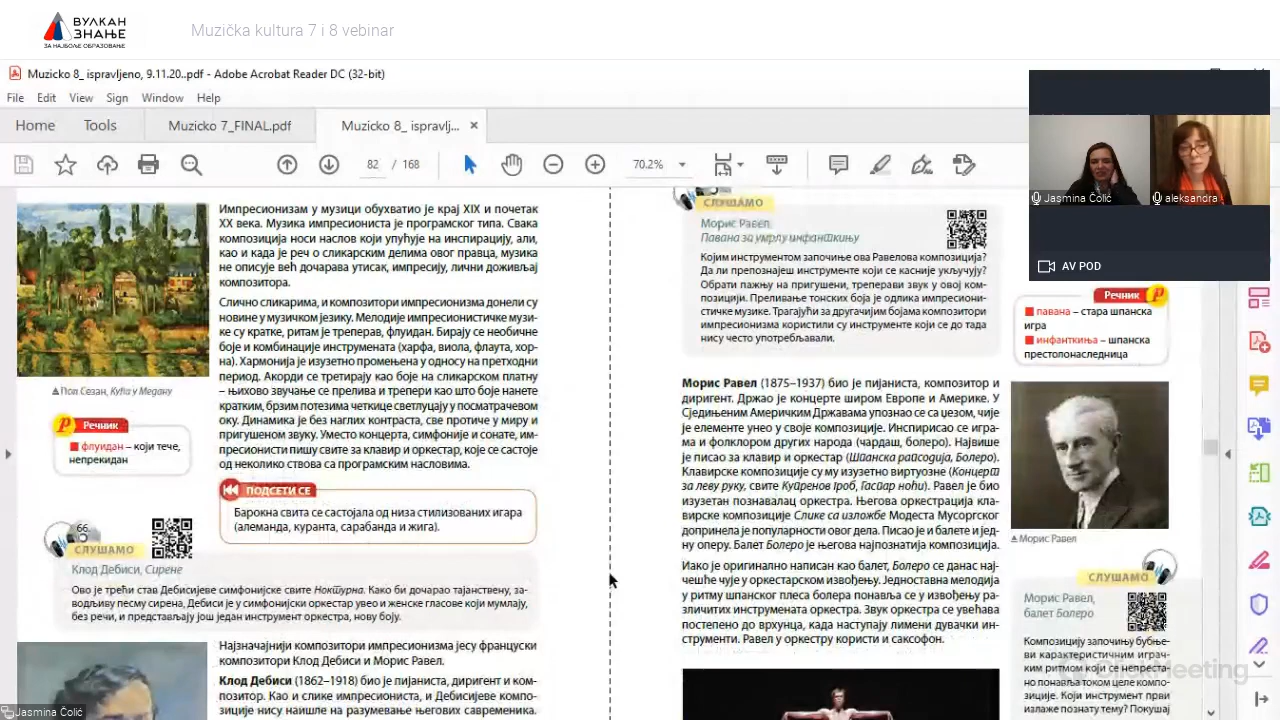 ВУЛКАН
ЗНАЊЕ
ЗА НАЈБОЉЕ ОБРАЗОВАЊЕ
Muzička kultura 7 i 8 vebinar
Muzicko 8_ ispravljeno, 9.11.20..pdf - Adobe Acrobat Reader DC (32-bit)
File Edit View Sign Window Help
Home Tools Muzicko 7_FINAL.pdf Muzicko 8_ ispravlj... ×
82 / 168 70.2%
Jasmina Čolić aleksandra
AV POD
Импресионизам у музици обухватио је крај XIX и почетак
XX века. Музика импресиониста је програмског типа. Свака
композиција носи наслов који упућује на инспирацију, али,
као и када је реч о сликарским делима овог правца, музика
не описује већ дочарава утисак, импресију, лични доживљај
композитора.
Слично сликарима, и композитори импресионизма донели су
новине у музичком језику. Мелодије импресионистичке музи-
ке су кратке, ритам је треперав, флуидан. Бирају се необичне
боје и комбинације инструмената (харфа, виола, флаута, хор-
на). Хармонија је изузетно промењена у односу на претходни
период. Акорди се третирају као боје на сликарском платну
– њихово звучање се прелива и трепери као што боје нанете
кратким, брзим потезима четкице светлуцају у посматрачевом
оку. Динамика је без наглих контраста, све протиче у миру и
пригушеном звуку. Уместо концерта, симфоније и сонате, им-
пресионисти пишу свите за клавир и оркестар, које се састоје
од неколико ствова са програмским насловима.
Пол Сезан, Кућа у Медану
Речник
флуидан – који тече,
непрекидан
ПОДСЕТИ СЕ
Барокна свита се састојала од низа стилизованих игара
(алеманда, куранта, сарабанда и жига).
66
СЛУШАМО
Клод Дебиси, Сирене
Ово је трећи став Дебисијеве симфонијске свите Ноктурна. Како би дочарао тајанствену, за-
водљиву песму сирена, Дебиси је у симфонијски оркестар увео и женске гласове који мумлају,
без речи, и представљају још један инструмент оркестра, нову боју.
Најзначајнији композитори импресионизма јесу француски
композитори Клод Дебиси и Морис Равел.
Клод Дебиси (1862–1918) био је пијаниста, диригент и ком-
позитор. Као и слике импресиониста, и Дебисијеве компо-
зиције нису наишле на разумевање његових савременика.
Jasmina Čolić
СЛУШАМО
Морис Равел,
Павана за умрлу инфанткињу
Којим инструментом започиње ова Равелова композиција?
Да ли препознајеш инструменте који се касније укључују?
Обрати пажњу на пригушени, треперави звук у овој ком-
позицији. Преливање тонских боја је одлика импресиони-
стичке музике. Трагајући за другачијим бојама композитори
импресионизма користили су инструменте који се до тада
нису често употребљавали.
Речник
павана – стара шпанска
игра
инфанткиња – шпанска
престолонаследница
Морис Равел (1875–1937) био је пијаниста, композитор и
диригент. Држао је концерте широм Европе и Америке. У
Сједињеним Америчким Државама упознао се са џезом, чије
је елементе унео у своје композиције. Инспирисао се игра-
ма и фолклором других народа (чардаш, болеро). Највише
је писао за клавир и оркестар (Шпанска рапсодија, Болеро).
Клавирске композиције су му изузетно виртуозне (Концерт
за леву руку, свите Купренов гроб, Гаспар ноћи). Равел је био
изузетан познавалац оркестра. Његова оркестрација кла-
вирске композиције Слике са изложбе Модеста Мусоргског
допринела је популарности овог дела. Писао је и балете и јед-
ну оперу. Балет Болеро је његова најпознатија композиција.
Иако је оригинално написан као балет, Болеро се данас нај-
чешће чује у оркестарском извођењу. Једноставна мелодија
у ритму шпанског плеса болера понавља се у извођењу ра-
зличитих инструмената оркестра. Звук оркестра се увећава
постепено до врхунца, када наступају лимени дувачки ин-
струменти. Равел у оркестру користи и саксофон.
Морис Равел
СЛУШАМО
Морис Равел,
балет Болеро
Композицију започињу бубње-
ви карактеристичним играч-
ким ритмом који се непреста-
но понавља током целе компо-
зиције. Који инструмент први
излаже познату тему? Покушај
ClickMeeting